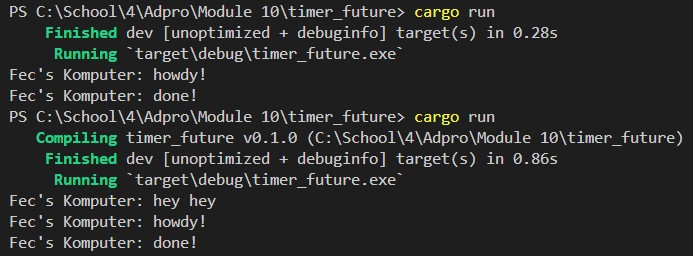 PS C:\School\4\Adpro\Module 10\timer_future> cargo run
Finished dev [unoptimized + debuginfo] target(s) in 0.28s
Running `target\debug\timer_future.exe`
Fec's Komputer: howdy!
Fec's Komputer: done!
PS C:\School\4\Adpro\Module 10\timer_future> cargo run
Compiling timer_future v0.1.0 (C:\School\4\Adpro\Module 10\timer_future)
Finished dev [unoptimized + debuginfo] target(s) in 0.86s
Running `target\debug\timer_future.exe`
Fec's Komputer: hey hey
Fec's Komputer: howdy!
Fec's Komputer: done!